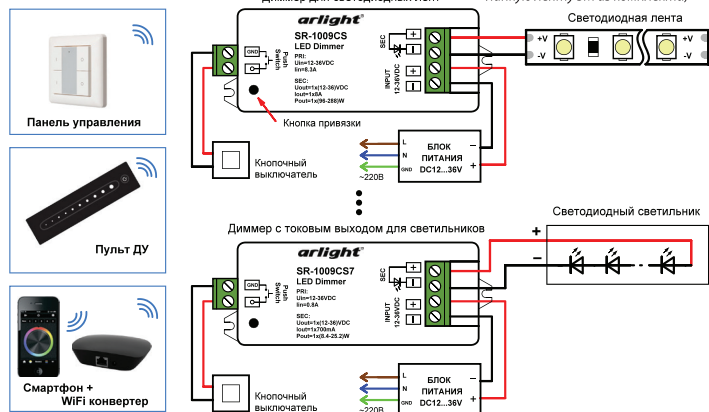 Диммер для светодиодных лент
Светодиодная лента
arlight
SR-1009CS
LED Dimmer
PRI:
Uin=12-36VDC
Iin=8.3A
SEC:
Uout=1x(12-36)VDC
Iout=1x8A
Pout=1x(96-288)W
GND
Push
Switch
SEC
+
−
INPUT
12-36VDC
+
−
+V
-V
+V
-V
Кнопка привязки
Панель управления
Кнопочный
выключатель
L
N
GND
~220В
БЛОК
ПИТАНИЯ
DC12...36V
−
+
Пульт ДУ
Диммер с токовым выходом для светильников
Светодиодный светильник
arlight
SR-1009CS7
LED Dimmer
PRI:
Uin=12-36VDC
Iin=0.8A
SEC:
Uout=1x(12-36)VDC
Iout=1x700mA
Pout=1x(8.4-25.2)W
GND
Push
Switch
SEC
+
−
INPUT
12-36VDC
+
−
+
−
Смартфон +
WiFi конвертер
Кнопочный
выключатель
L
N
GND
~220В
БЛОК
ПИТАНИЯ
DC12...36V
−
+